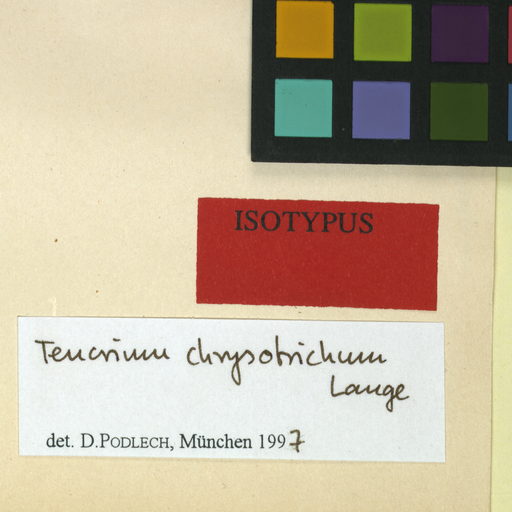 ISOTYPUS
Teucrium chrysotrichum
Lange
det. D.PODLECH, München 1997